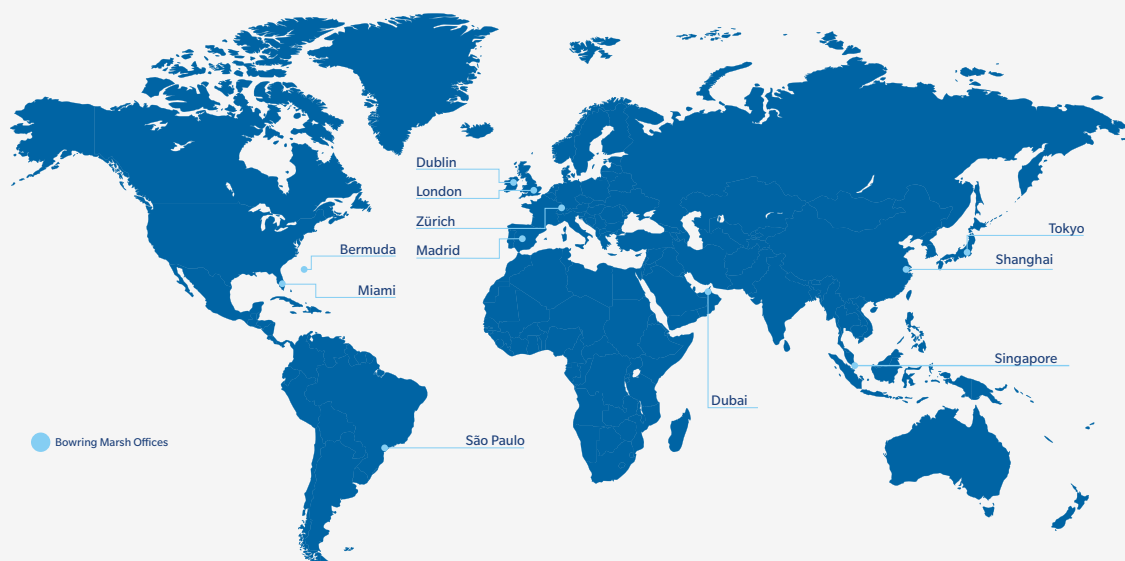 Dublin
London
Zürich
Madrid
Bermuda
Miami
Tokyo
Shanghai
Singapore
Dubai
São Paulo
Bowring Marsh Offices